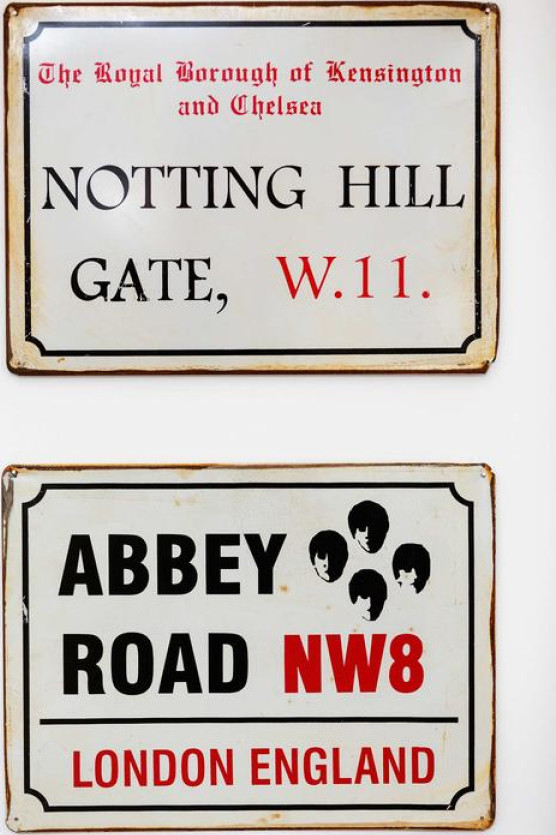 The Royal Borough of Kensington
and Chelsea
NOTTING HILL
GATE, W.11.
ABBEY
ROAD NW8
LONDON ENGLAND